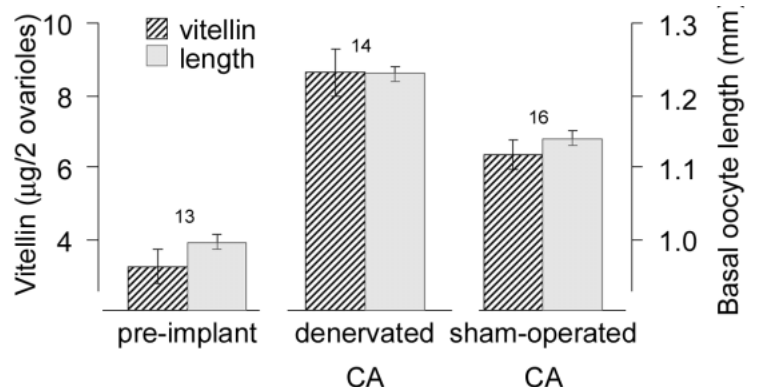 vitellin
length
Vitellin (µg/2 ovarioles)
10
8
6
4
13
14
16
1.3
1.2
1.1
1.0
Basal oocyte length (mm)
pre-implant
denervated
CA
sham-operated
CA